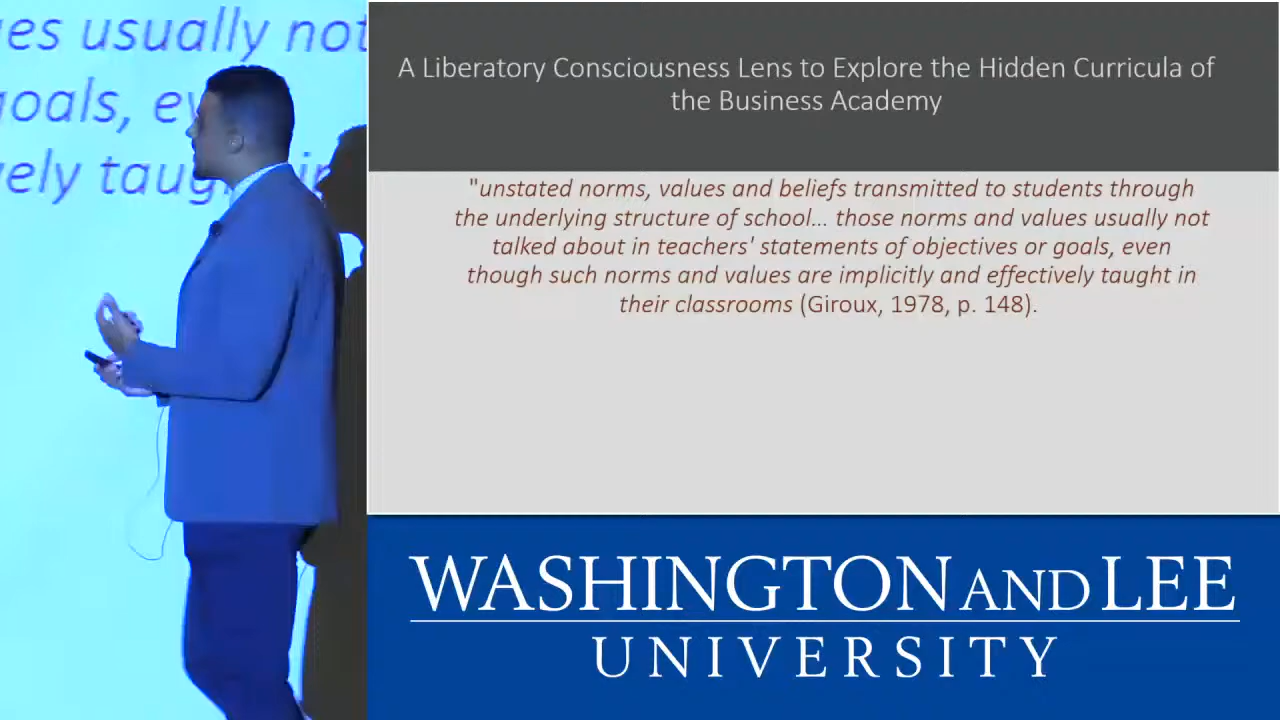 es usually not
goals, ev
ely taug
A Liberatory Consciousness Lens to Explore the Hidden Curricula of
the Business Academy
"unstated norms, values and beliefs transmitted to students through
the underlying structure of school... those norms and values usually not
talked about in teachers' statements of objectives or goals, even
though such norms and values are implicitly and effectively taught in
their classrooms (Giroux, 1978, p. 148).
WASHINGTON AND LEE
UNIVERSITY